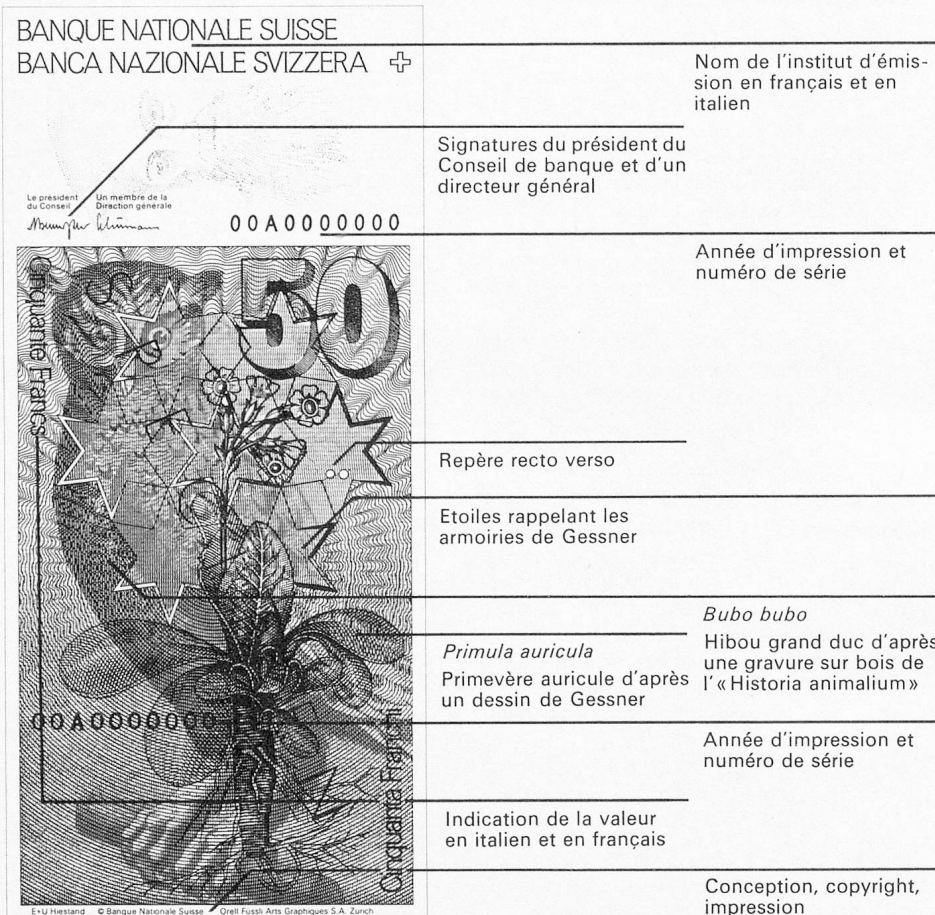 BANQUE NATIONALE SUISSE
BANCA NAZIONALE SVIZZERA
Nom de l'institut d'émis-
sion en français et en
italien
Signatures du président du
Conseil de banque et d'un
directeur général
Le président
du Conseil
Un membre de la
Direction générale
00A0000000
Année d'impression et
numéro de série
Cinquante Francs
50
Repère recto verso
Etoiles rappelant les
armoiries de Gessner
Bubo bubo
Hibou grand duc d'après
une gravure sur bois de
l'«Historia animalium»
Primula auricula
Primevère auricule d'après
un dessin de Gessner
00A0000000
Année d'impression et
numéro de série
Cinquanta Franchi
Indication de la valeur
en italien et en français
Conception, copyright,
impression
E+U Hiestand © Banque Nationale Suisse Orell Füssli Arts Graphiques S.A. Zurich